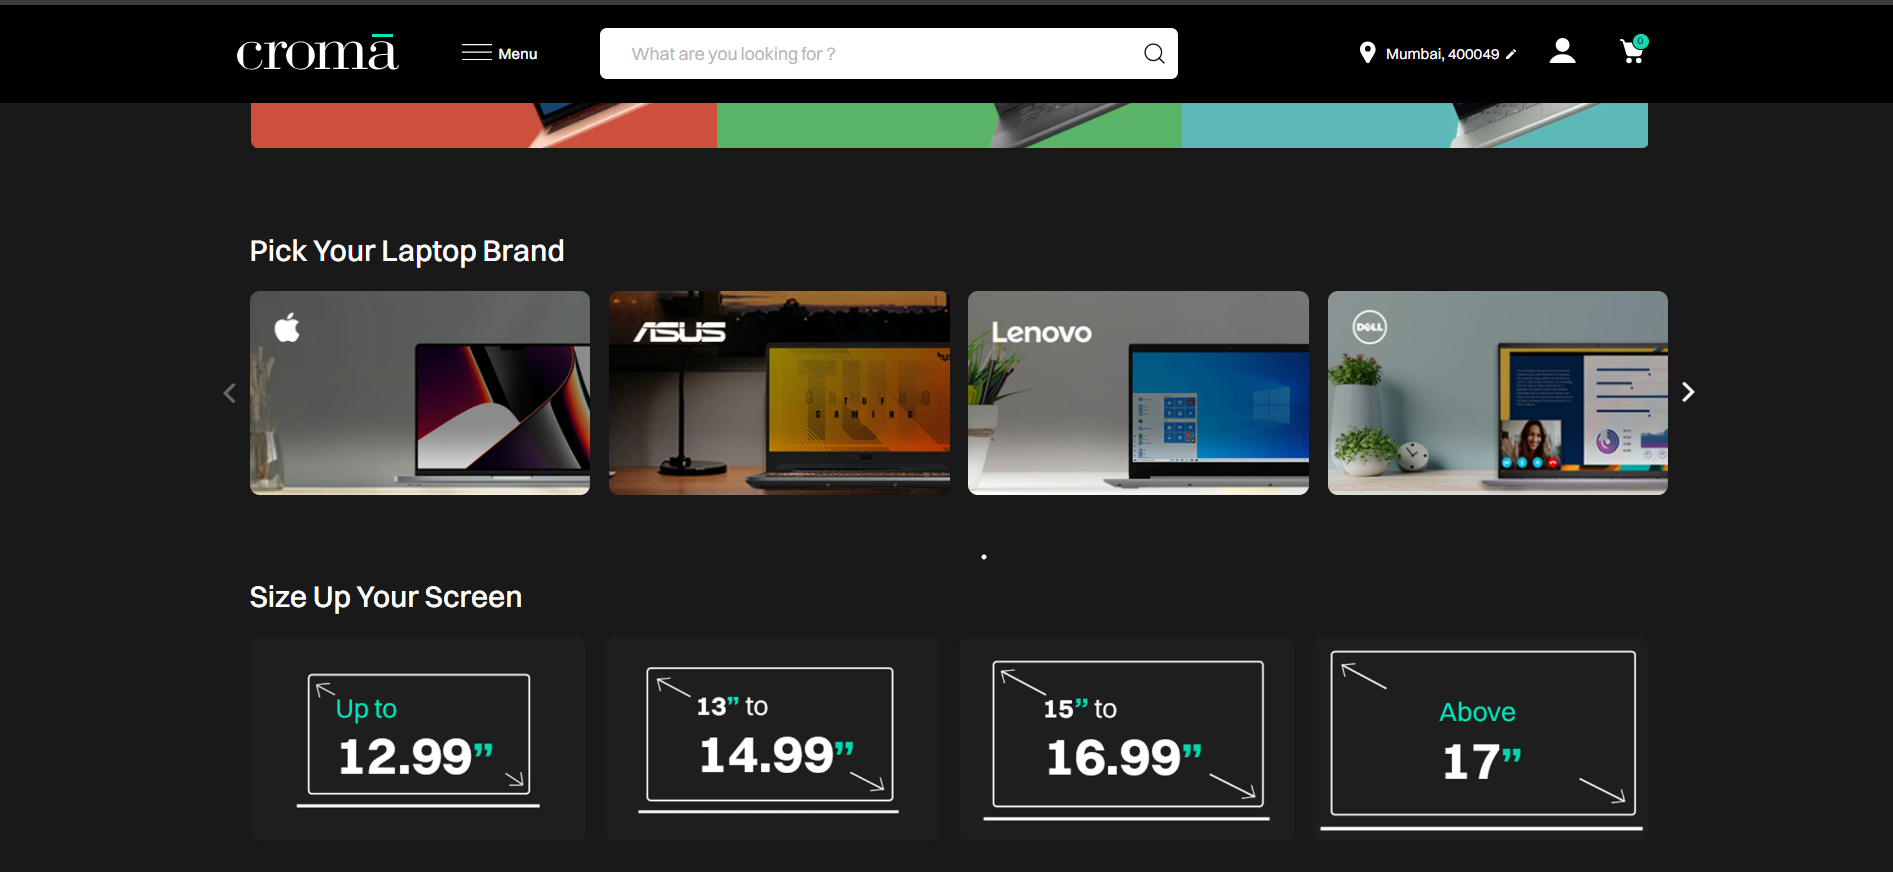 cromā
Menu
What are you looking for ?
Mumbai, 400049
0
Pick Your Laptop Brand
ASUS
TUF
GAMING
Lenovo
DELL
Size Up Your Screen
Up to
12.99”
13” to
14.99”
15” to
16.99”
Above
17”